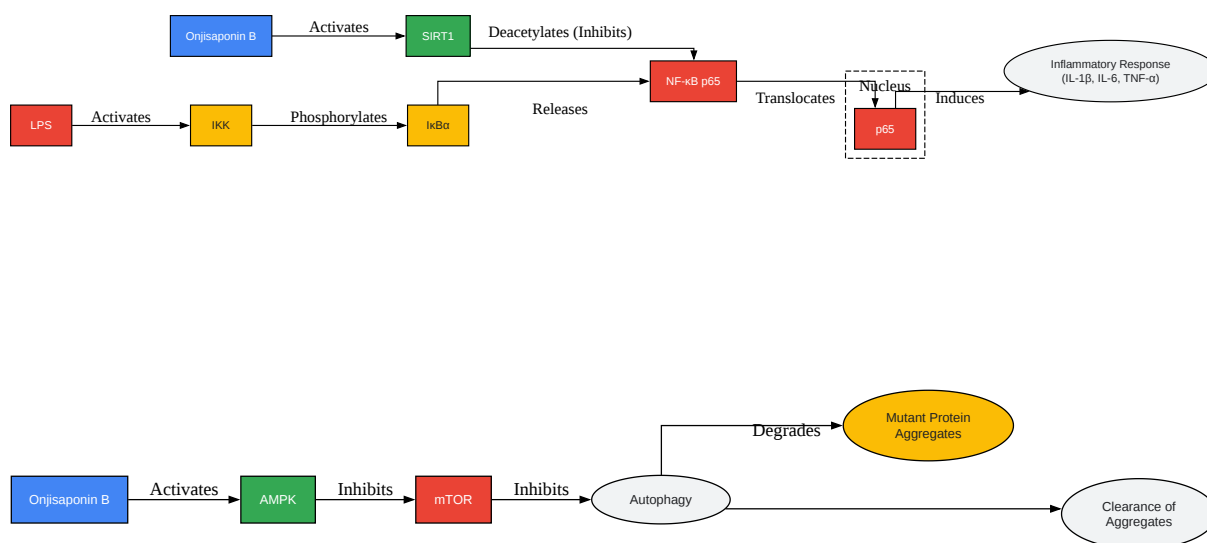 Onjisaponin B
Activates
SIRT1
Deacetylates (Inhibits)
NF-κB p65
Translocates
Nucleus
p65
Induces
Inflammatory Response
(IL-1β, IL-6, TNF-α)
LPS
Activates
IKK
Phosphorylates
IκBα
Releases
Onjisaponin B
Activates
AMPK
Inhibits
mTOR
Inhibits
Autophagy
Degrades
Mutant Protein
Aggregates
Clearance of
Aggregates